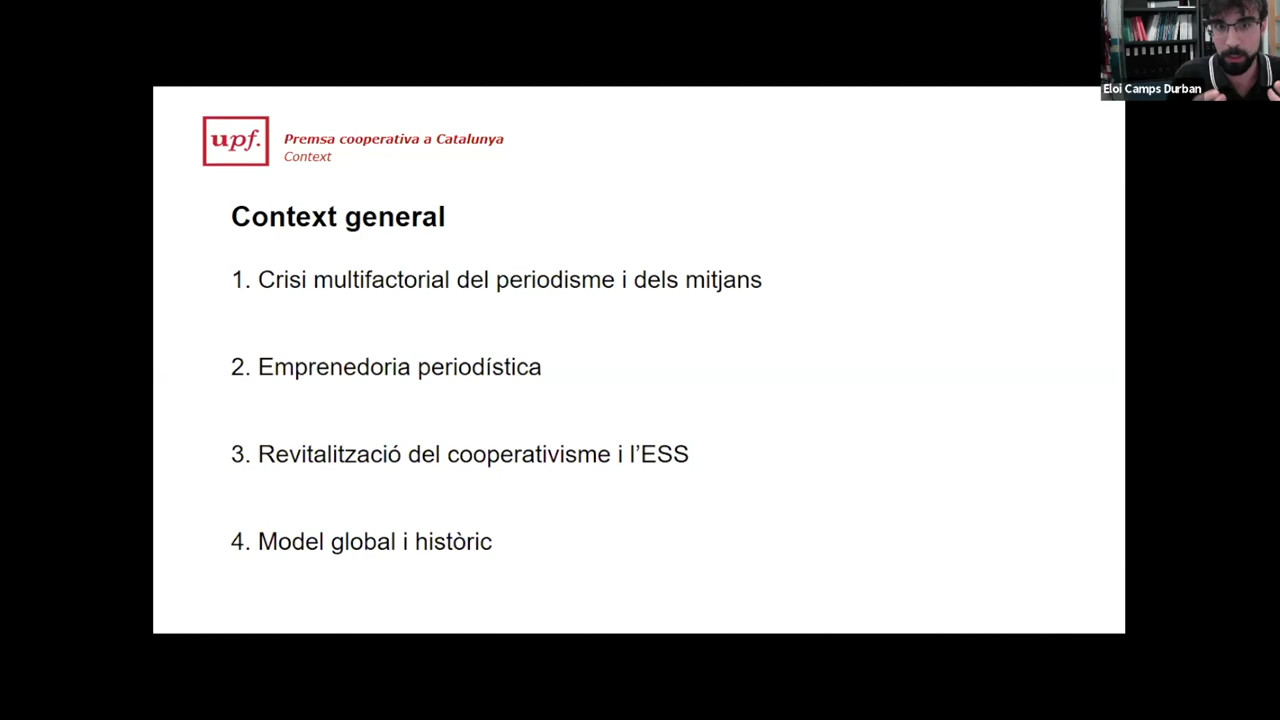 Eloi Camps Durban
upf.
Premsa cooperativa a Catalunya
Context
Context general
1. Crisi multifactorial del periodisme i dels mitjans
2. Emprenedoria periodística
3. Revitalització del cooperativisme i l’ESS
4. Model global i històric